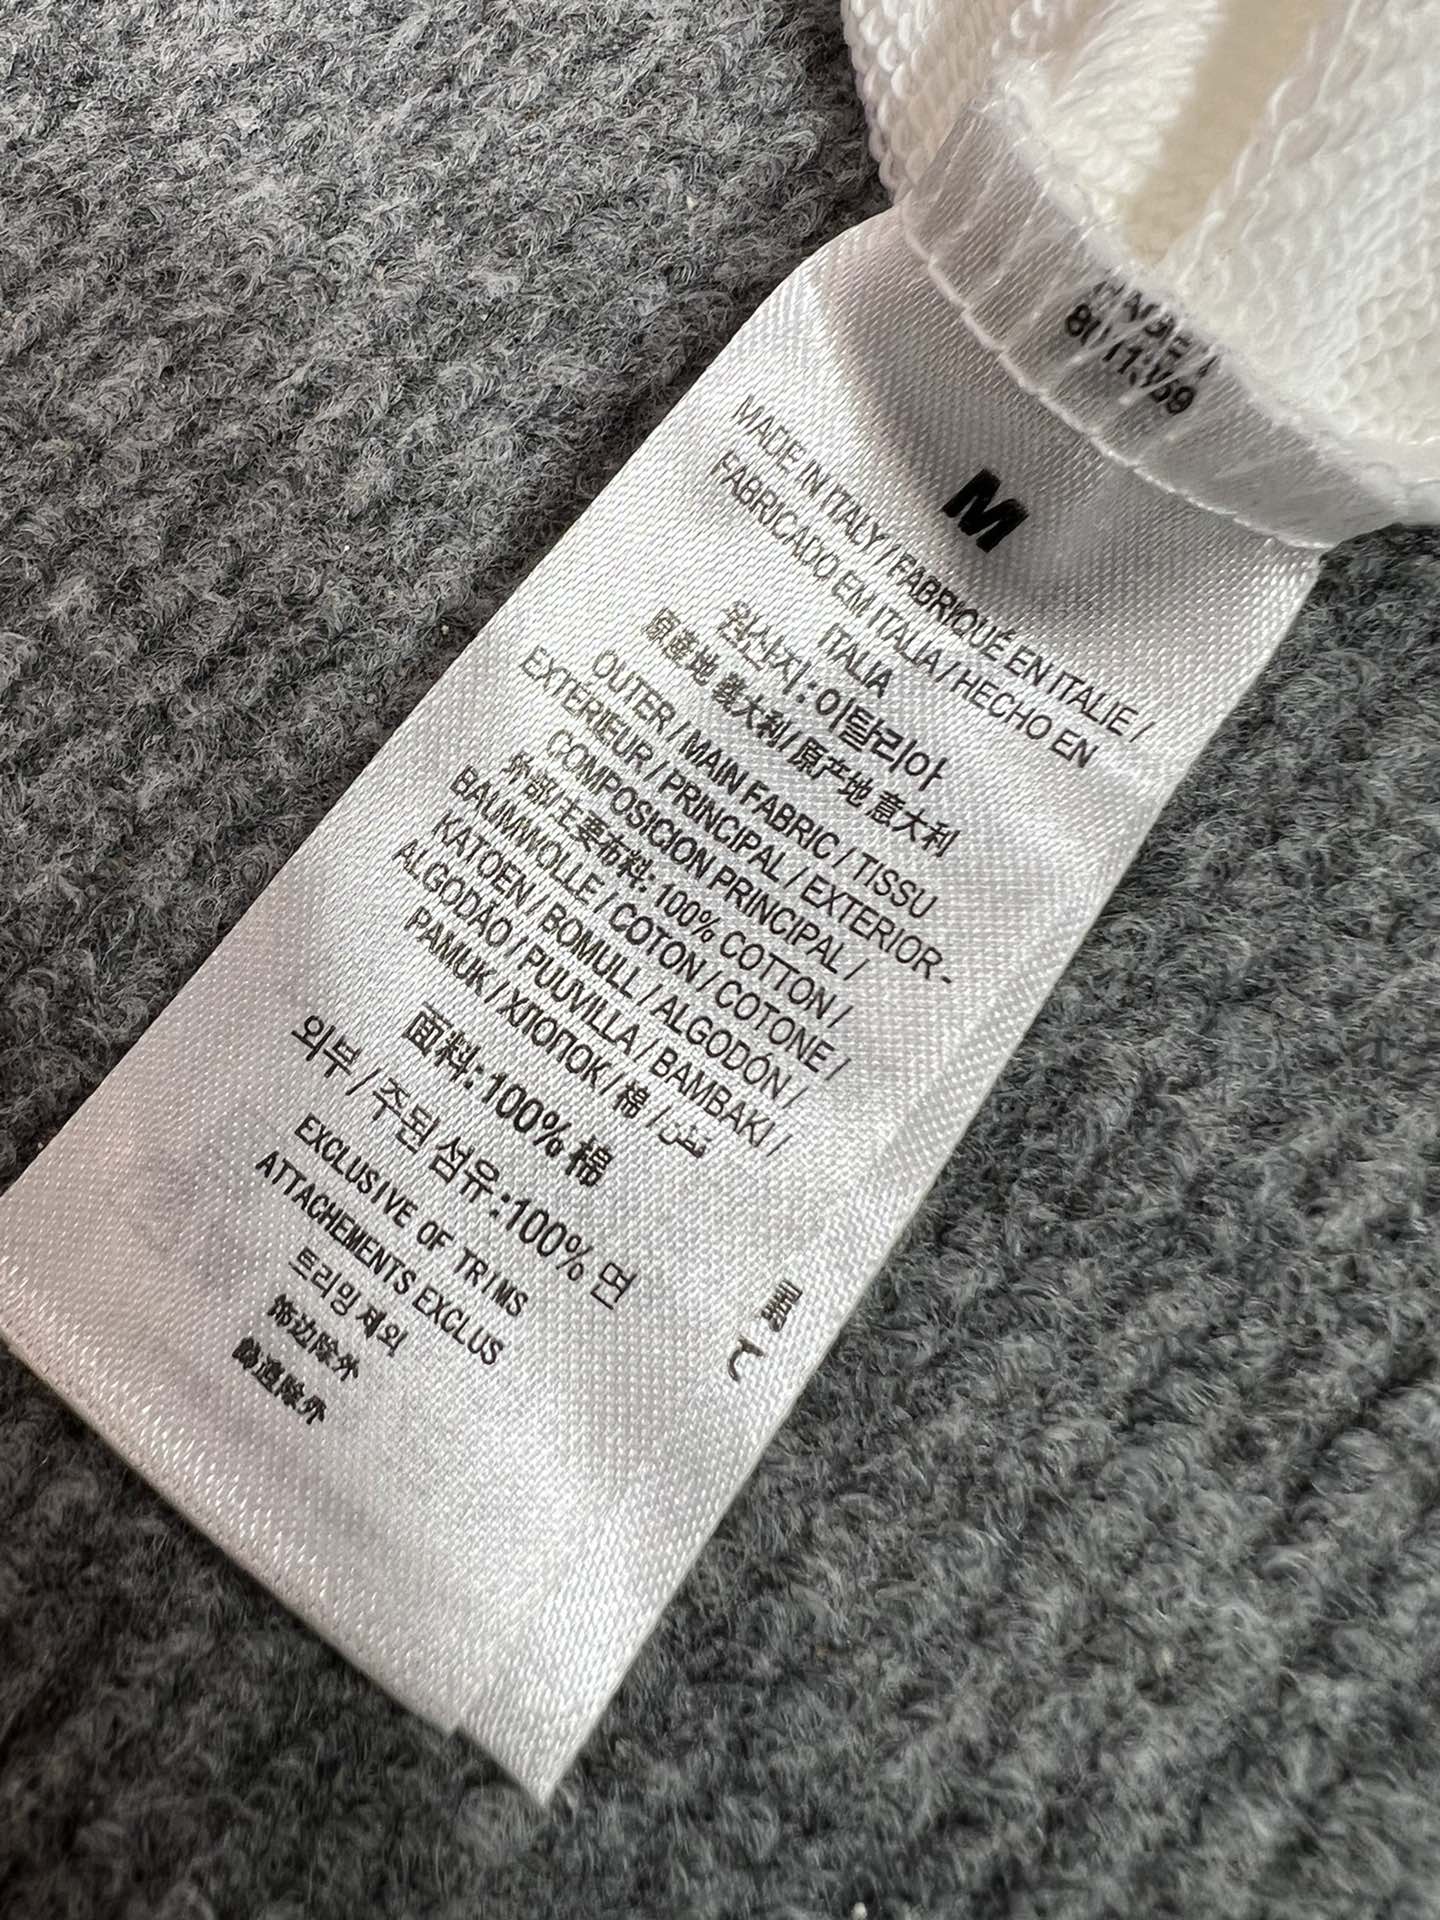 M
MADE IN ITALY / FABRIQUÉ EN ITALIE /
FABRICADO EM ITALIA / HECHO EN
ITALIA
원산지 : 이탈리아
原產地 義大利 / 原产地 意大利
OUTER / MAIN FABRIC / TISSU
EXTERIEUR / PRINCIPAL / EXTERIOR -
COMPOSICION PRINCIPAL /
外部/主要布料: 100% COTTON /
BAUMWOLLE / COTON / COTONE /
KATOEN / BOMULL / ALGODÓN /
ALGODÃO / PUUVILLA / BAMBAKI /
PAMUK / ХЛОПОК / 棉 / قطن
面料: 100% 棉
외부 / 주된 섬유 : 100% 면
EXCLUSIVE OF TRIMS
ATTACHEMENTS EXCLUS
트리밍 제외
饰边除外
飾邊除外